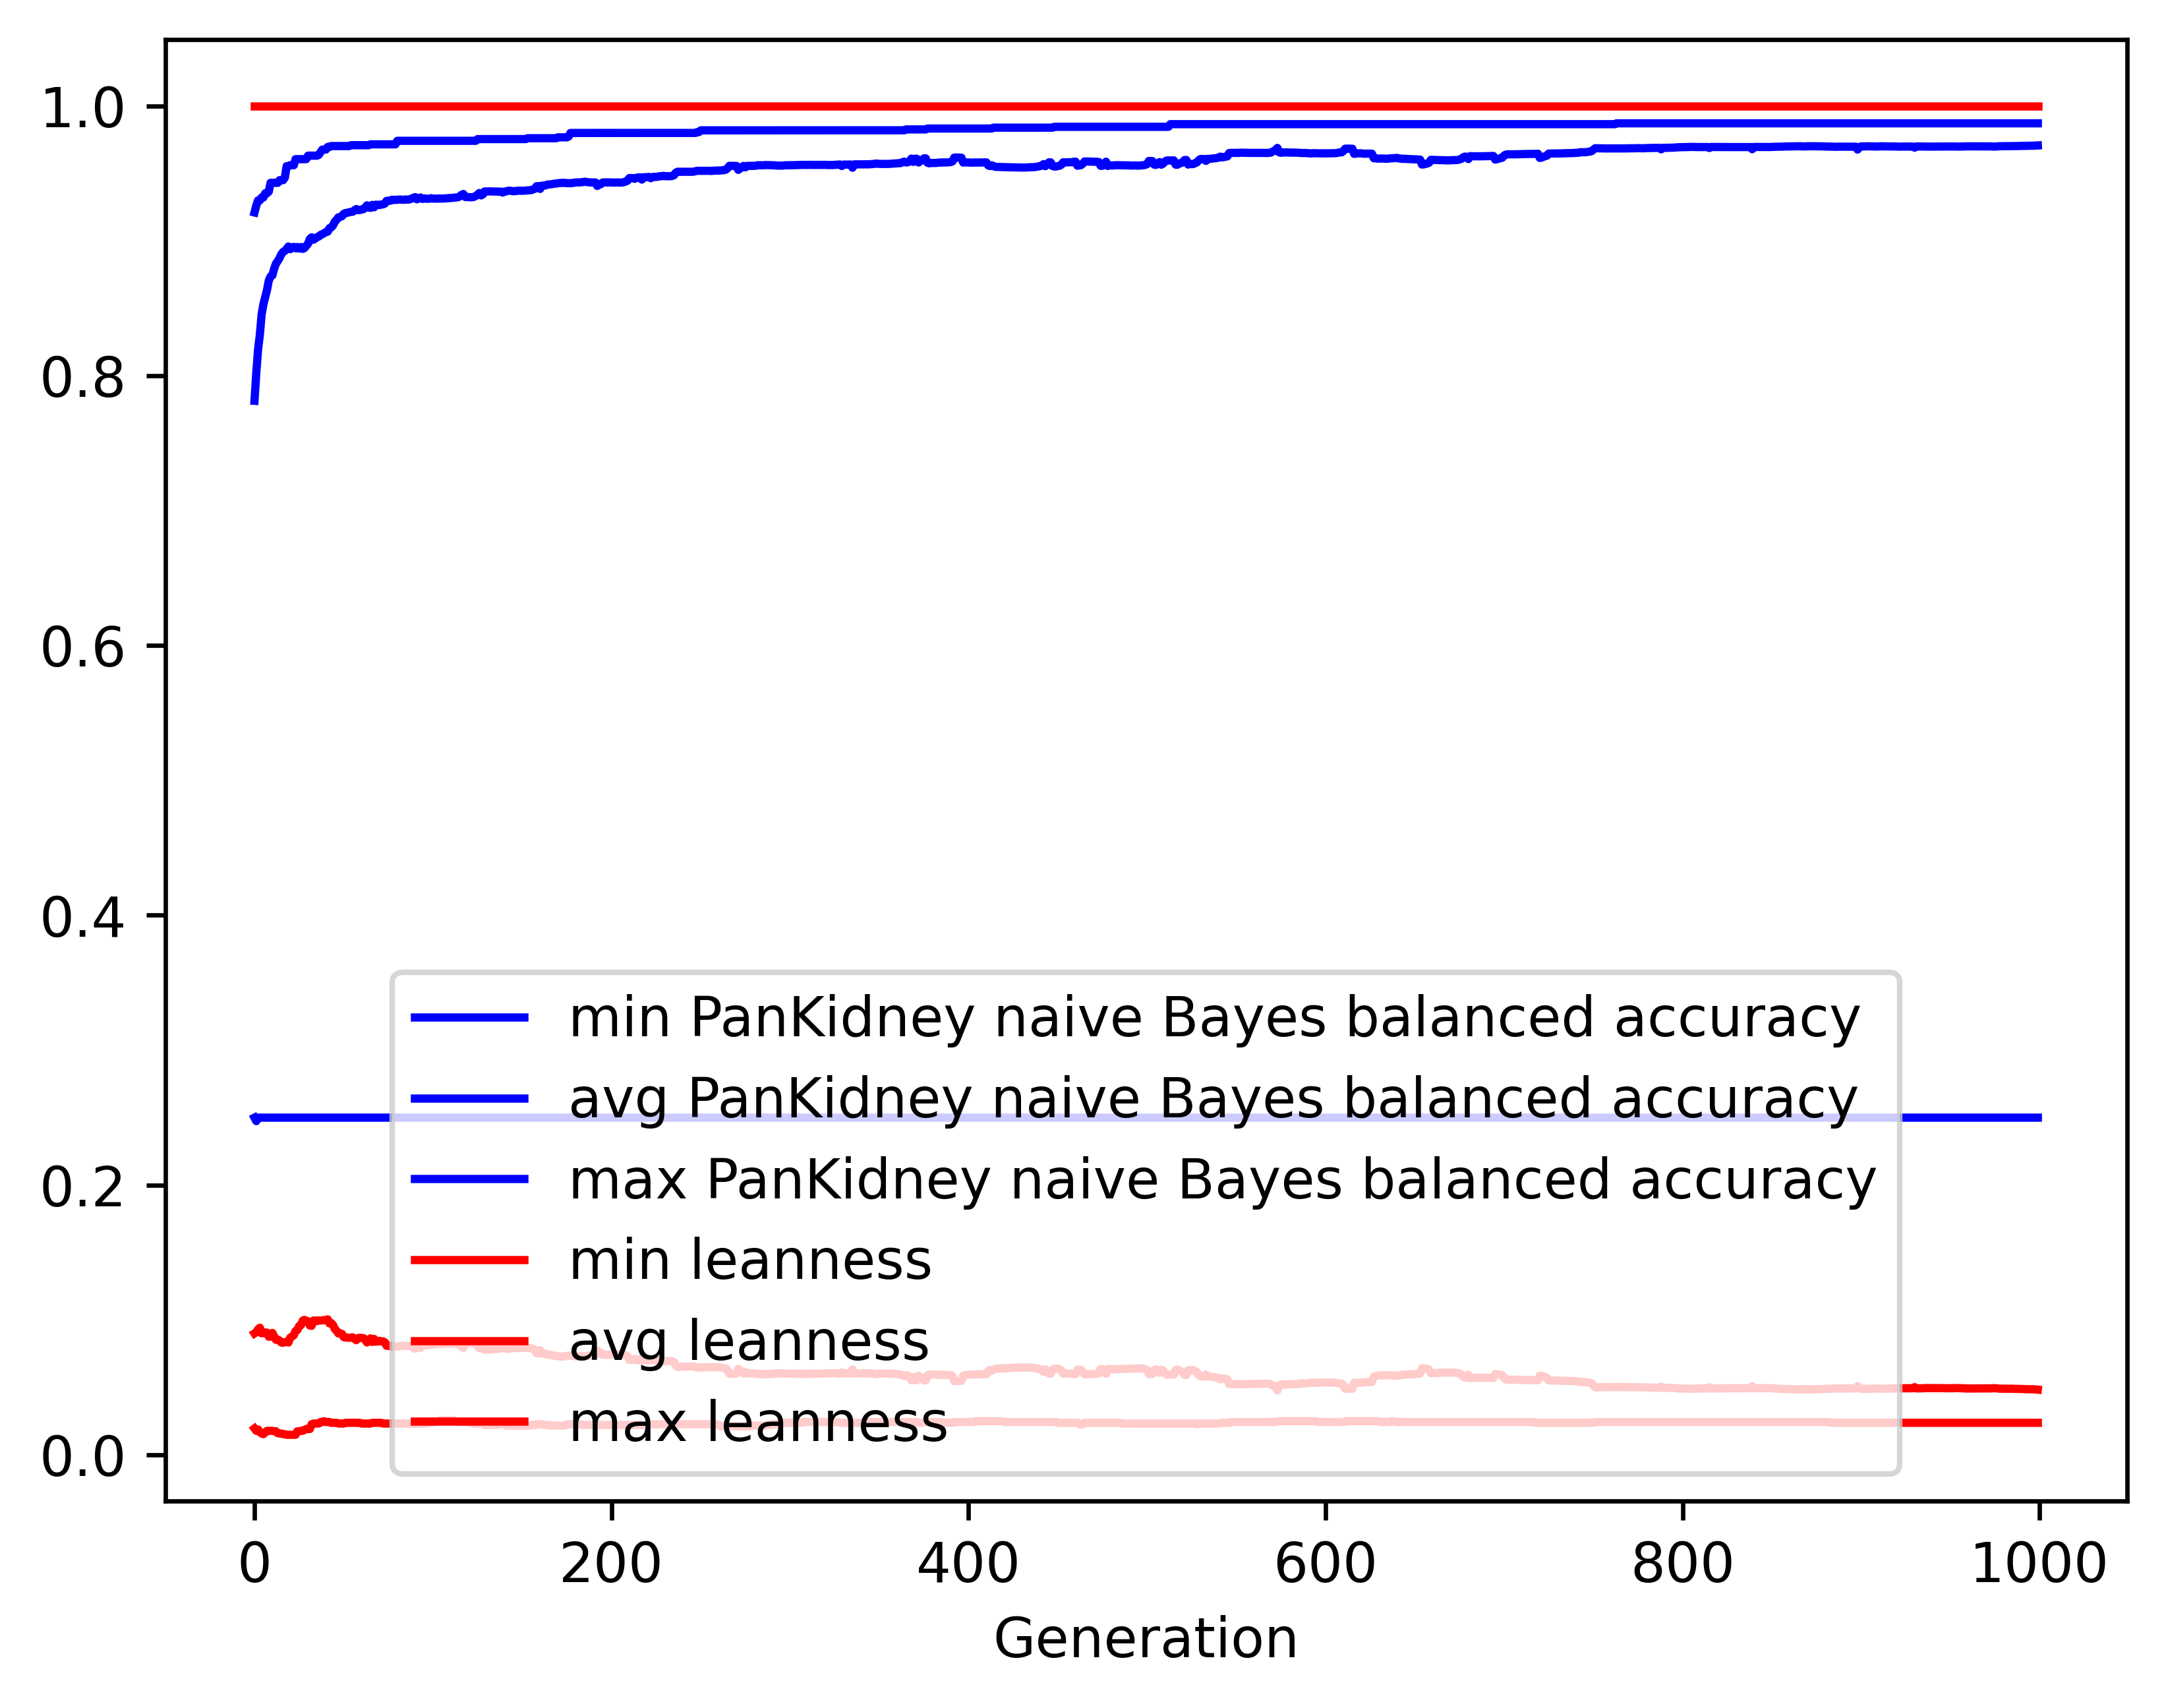 1.0
0.8
0.6
0.4
0.2
0.0
min PanKidney naive Bayes balanced accuracy
avg PanKidney naive Bayes balanced accuracy
max PanKidney naive Bayes balanced accuracy
min leanness
avg leanness
max leanness
0 200 400 600 800 1000
Generation